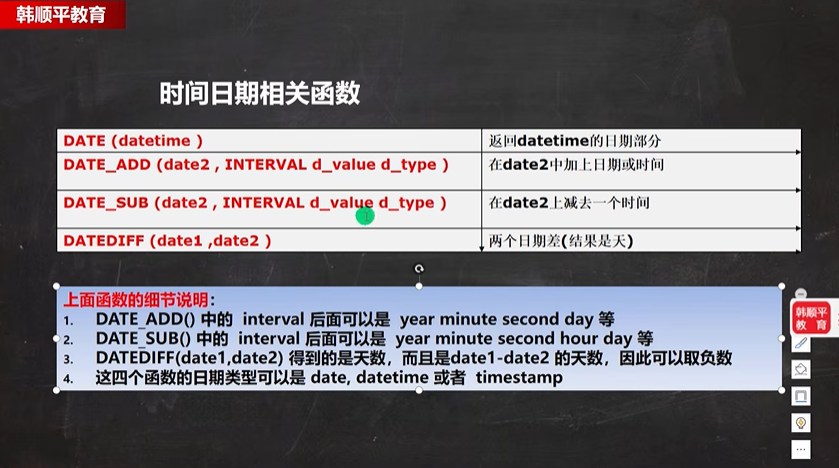 韩顺平教育
时间日期相关函数
DATE (datetime )
返回datetime的日期部分
DATE_ADD (date2 , INTERVAL d_value d_type )
在date2中加上日期或时间
DATE_SUB (date2 , INTERVAL d_value d_type )
在date2上减去一个时间
DATEDIFF (date1 ,date2 )
两个日期差(结果是天)
上面函数的细节说明:
1. DATE_ADD() 中的 interval 后面可以是 year minute second day 等
2. DATE_SUB() 中的 interval 后面可以是 year minute second hour day 等
3. DATEDIFF(date1,date2) 得到的是天数，而且是date1-date2 的天数，因此可以取负数
4. 这四个函数的日期类型可以是 date, datetime 或者 timestamp
韩顺平
教 育